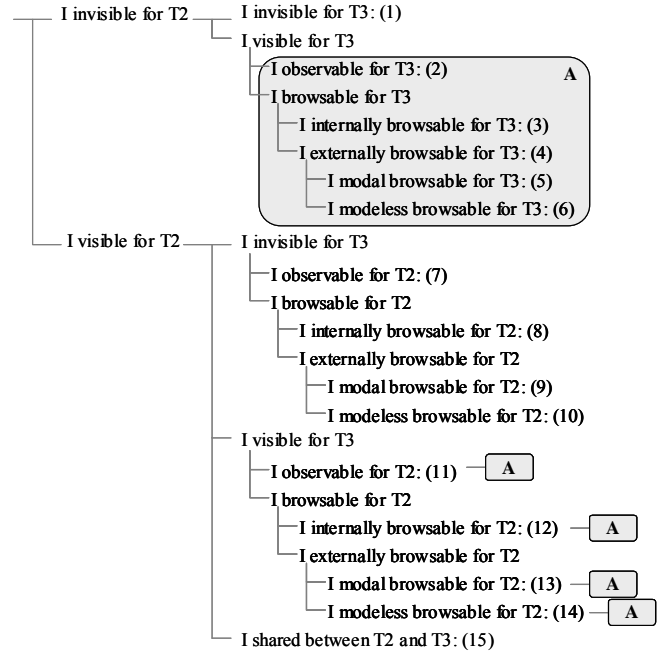 I invisible for T2
I invisible for T3: (1)
I visible for T3
I observable for T3: (2)
A
I browsable for T3
I internally browsable for T3: (3)
I externally browsable for T3: (4)
I modal browsable for T3: (5)
I modeless browsable for T3: (6)
I visible for T2
I invisible for T3
I observable for T2: (7)
I browsable for T2
I internally browsable for T2: (8)
I externally browsable for T2
I modal browsable for T2: (9)
I modeless browsable for T2: (10)
I visible for T3
I observable for T2: (11)
A
I browsable for T2
I internally browsable for T2: (12)
A
I externally browsable for T2
I modal browsable for T2: (13)
A
I modeless browsable for T2: (14)
A
I shared between T2 and T3: (15)